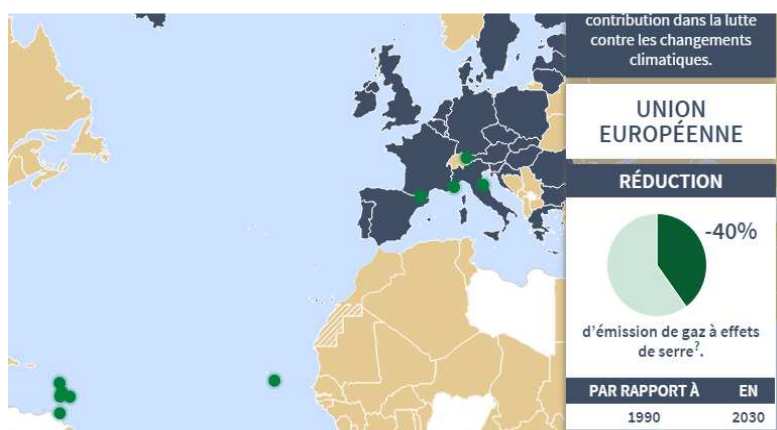 contribution dans la lutte
contre les changements
climatiques.
UNION
EUROPÉENNE
RÉDUCTION
-40%
d'émission de gaz à effets
de serre?.
PAR RAPPORT À EN
1990 2030